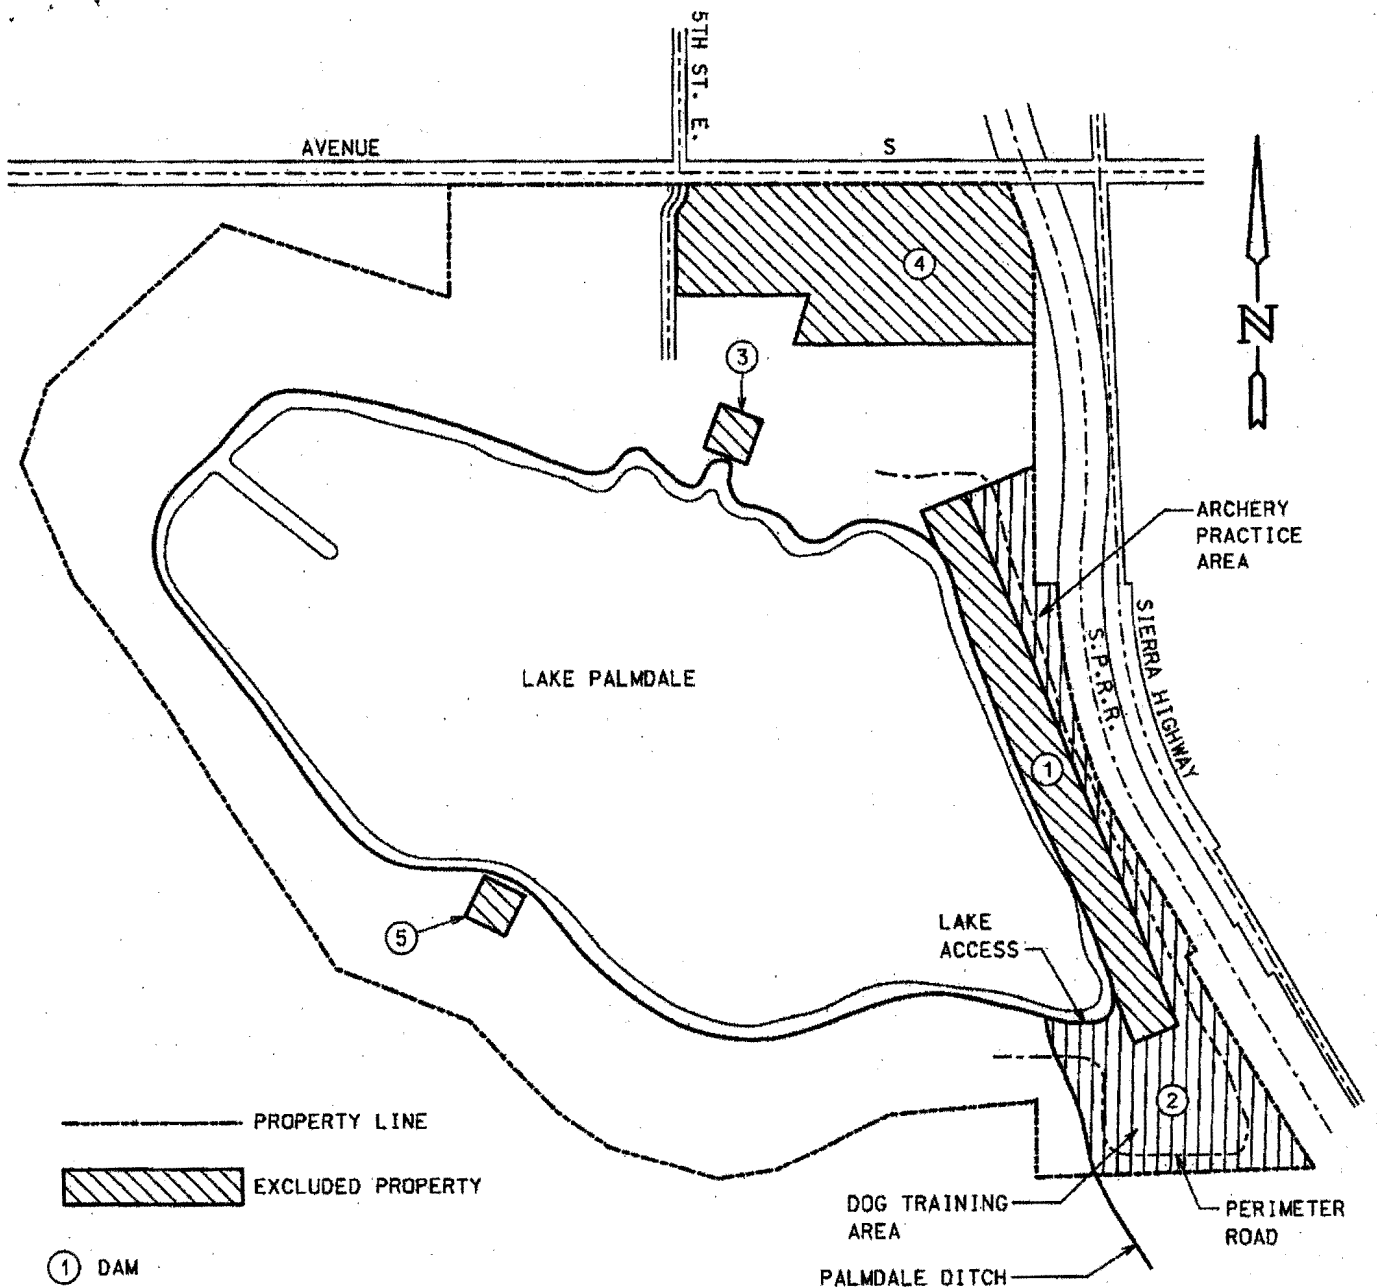 5TH ST. E.
AVENUE
S
4
N
3
ARCHERY
PRACTICE
AREA
SIERRA HIGHWAY
S.P.R.R.
LAKE PALMDALE
1
LAKE
ACCESS
5
2
PROPERTY LINE
EXCLUDED PROPERTY
DOG TRAINING
AREA
PERIMETER
ROAD
1 DAM
PALMDALE DITCH